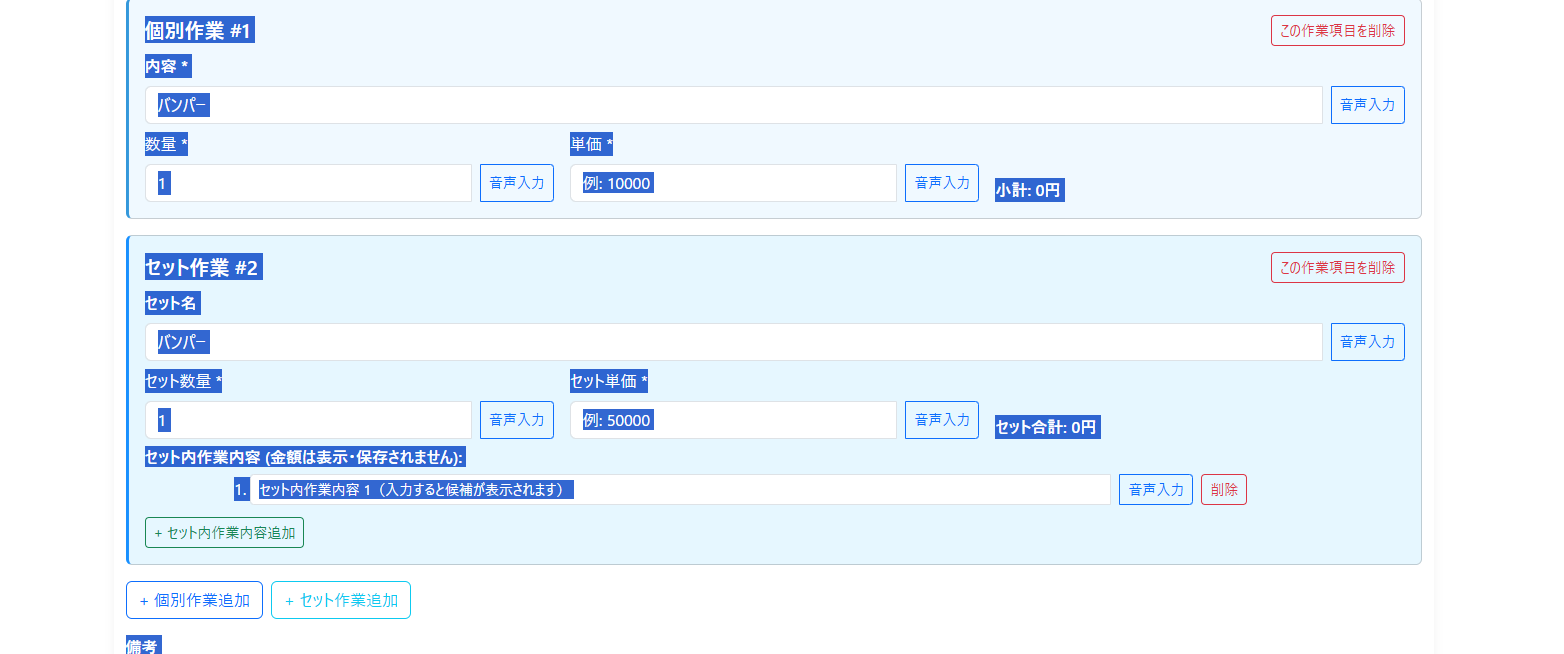 個別作業 #1 この作業項目を削除
内容 *
バンパー 音声入力
数量 * 単価 *
1 音声入力 例: 10000 音声入力 小計: 0円
セット作業 #2 この作業項目を削除
セット名
バンパー 音声入力
セット数量 * セット単価 *
1 音声入力 例: 50000 音声入力 セット合計: 0円
セット内作業内容 (金額は表示・保存されません):
1. セット内作業内容 1（入力すると候補が表示されます） 音声入力 削除
+ セット内作業内容追加
+ 個別作業追加 + セット作業追加
備考